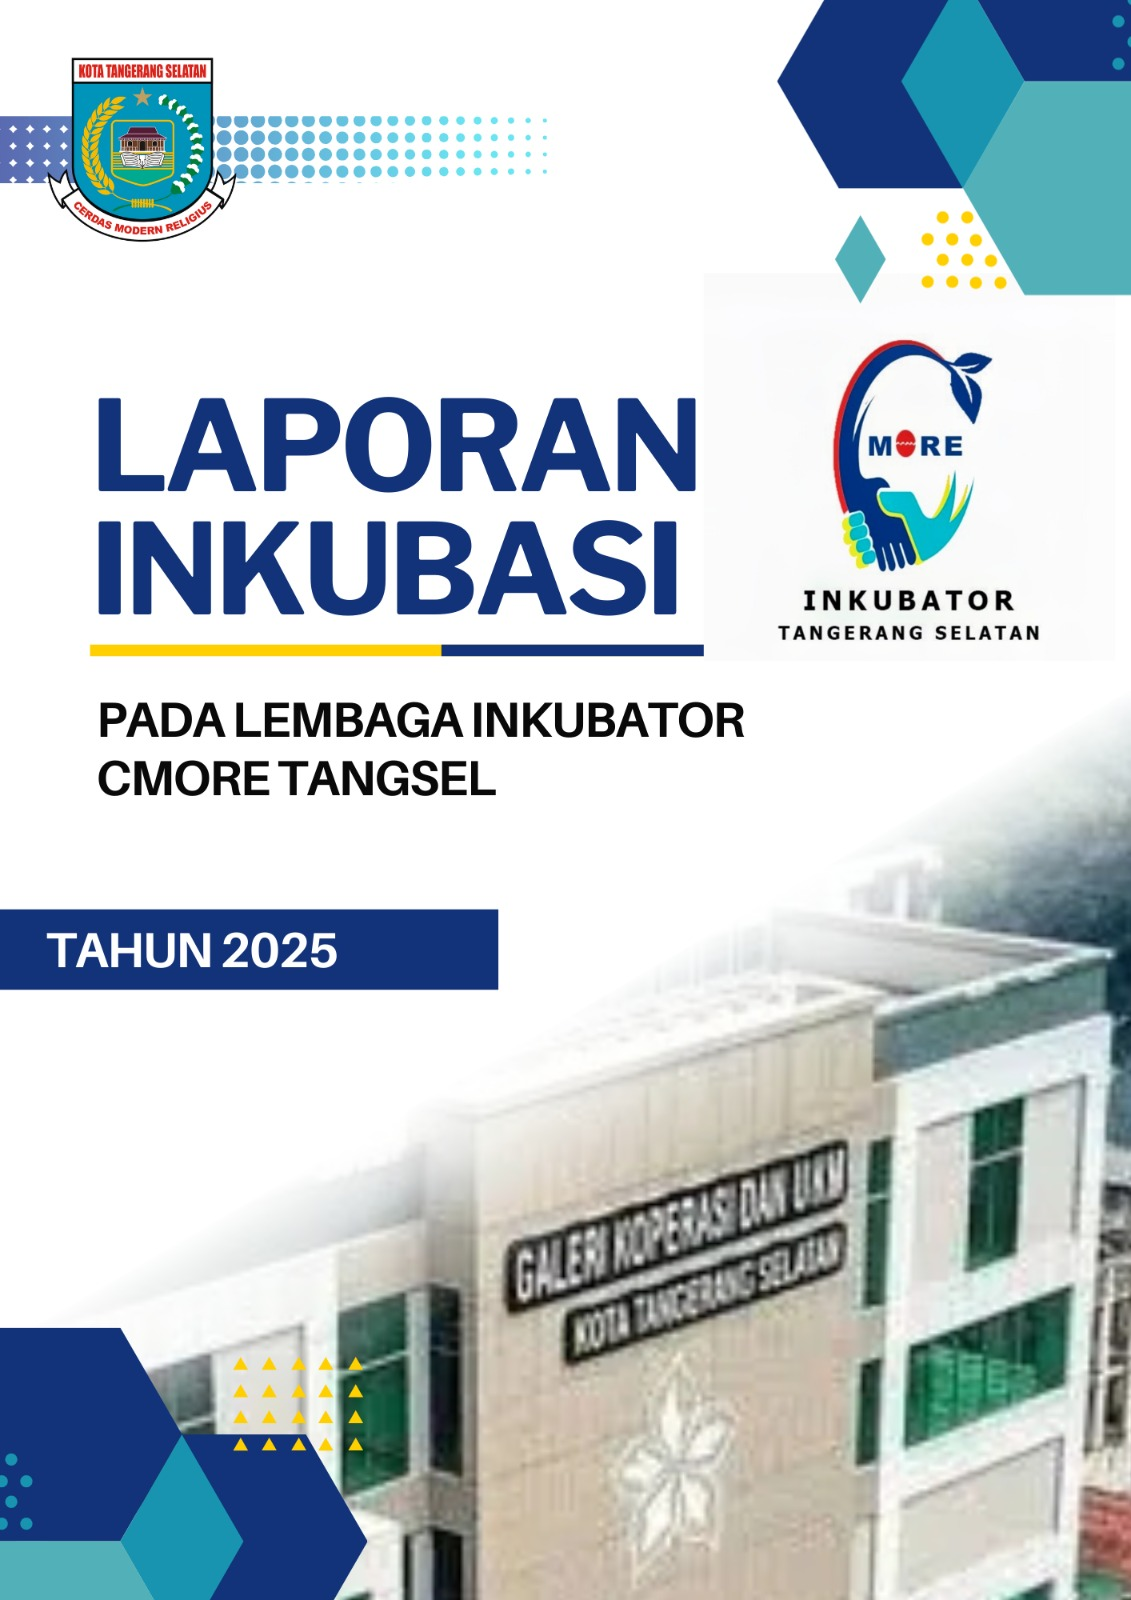 KOTA TANGERANG SELATAN
CERDAS MODERN RELIGIUS
LAPORAN
INKUBASI
MORE
INKUBATOR
TANGERANG SELATAN
PADA LEMBAGA INKUBATOR
CMORE TANGSEL
TAHUN 2025
GALERI KOPERASI DAN UKM
KOTA TANGERANG SELATAN